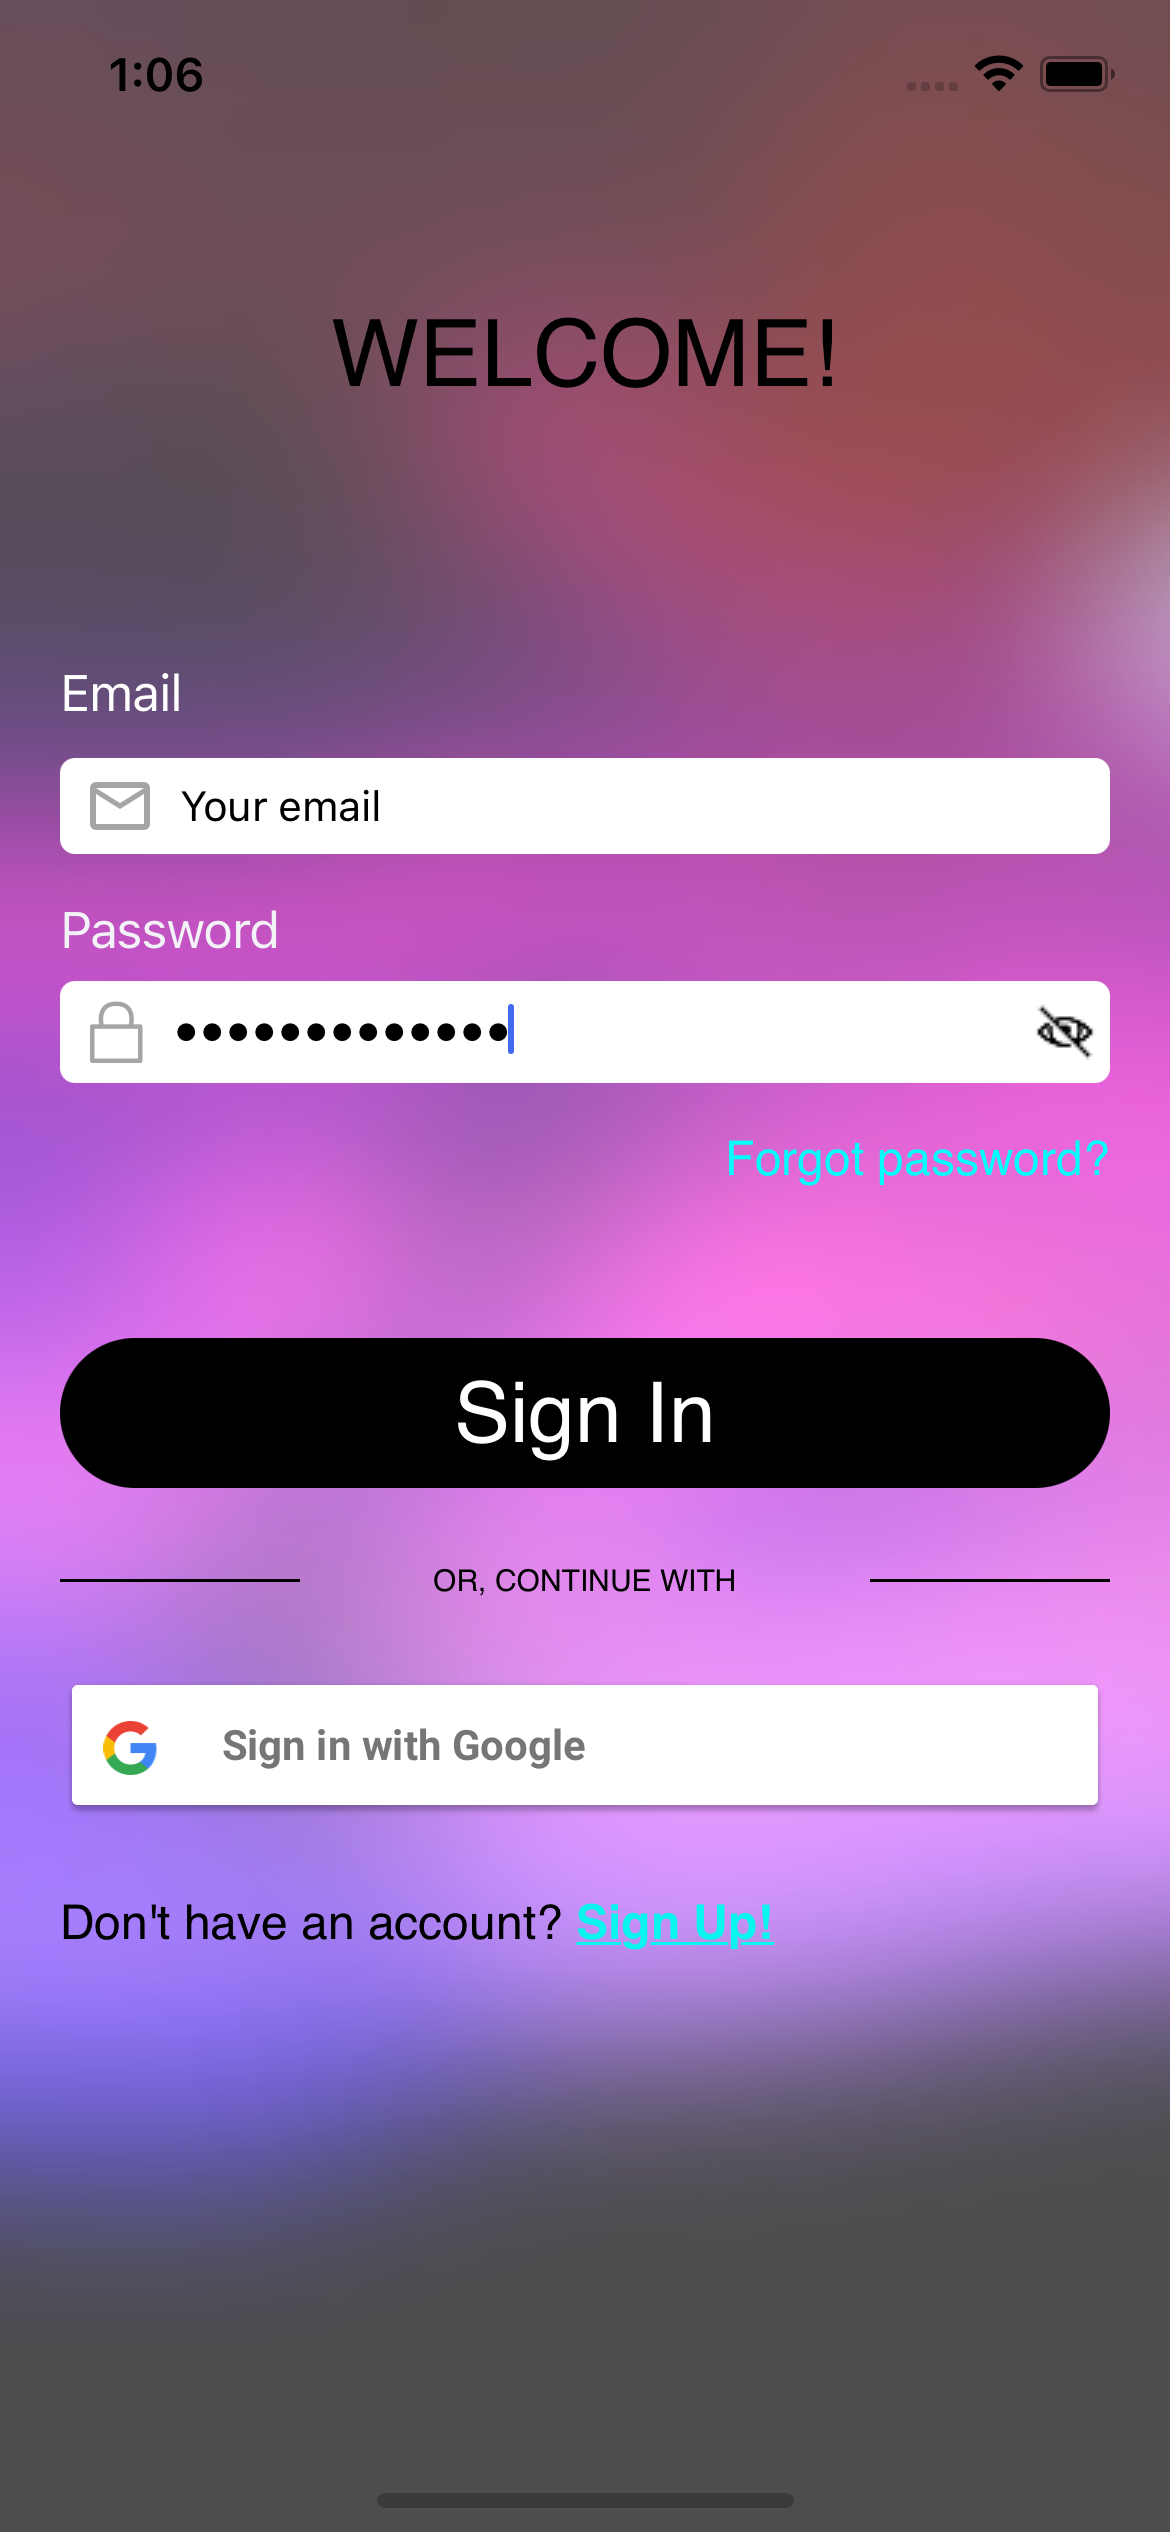 1:06
WELCOME!
Email
Your email
Password
•••••••••••••
Forgot password?
Sign In
OR, CONTINUE WITH
Sign in with Google
Don't have an account? Sign Up!